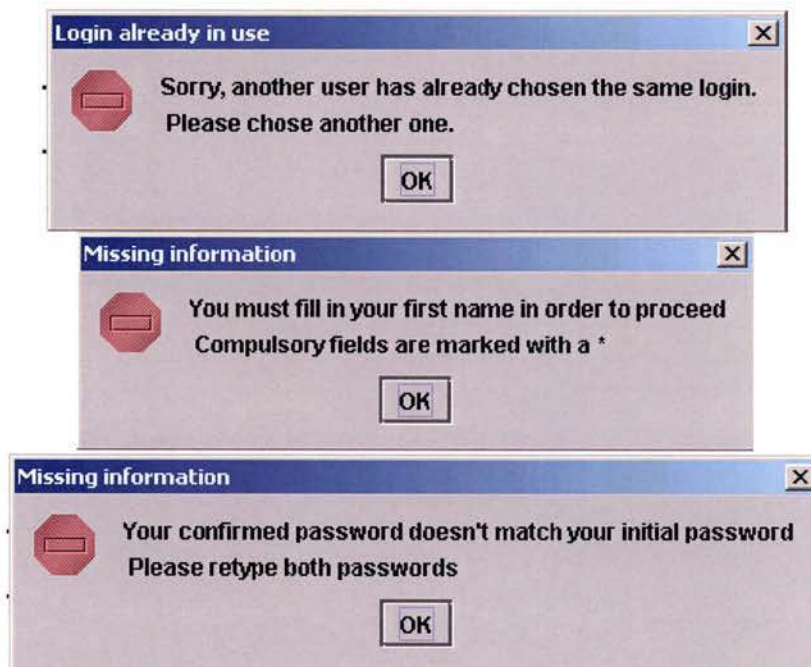 Login already in use
Sorry, another user has already chosen the same login.
Please chose another one.
OK
Missing information
You must fill in your first name in order to proceed
Compulsory fields are marked with a *
OK
Missing information
Your confirmed password doesn't match your initial password
Please retype both passwords
OK